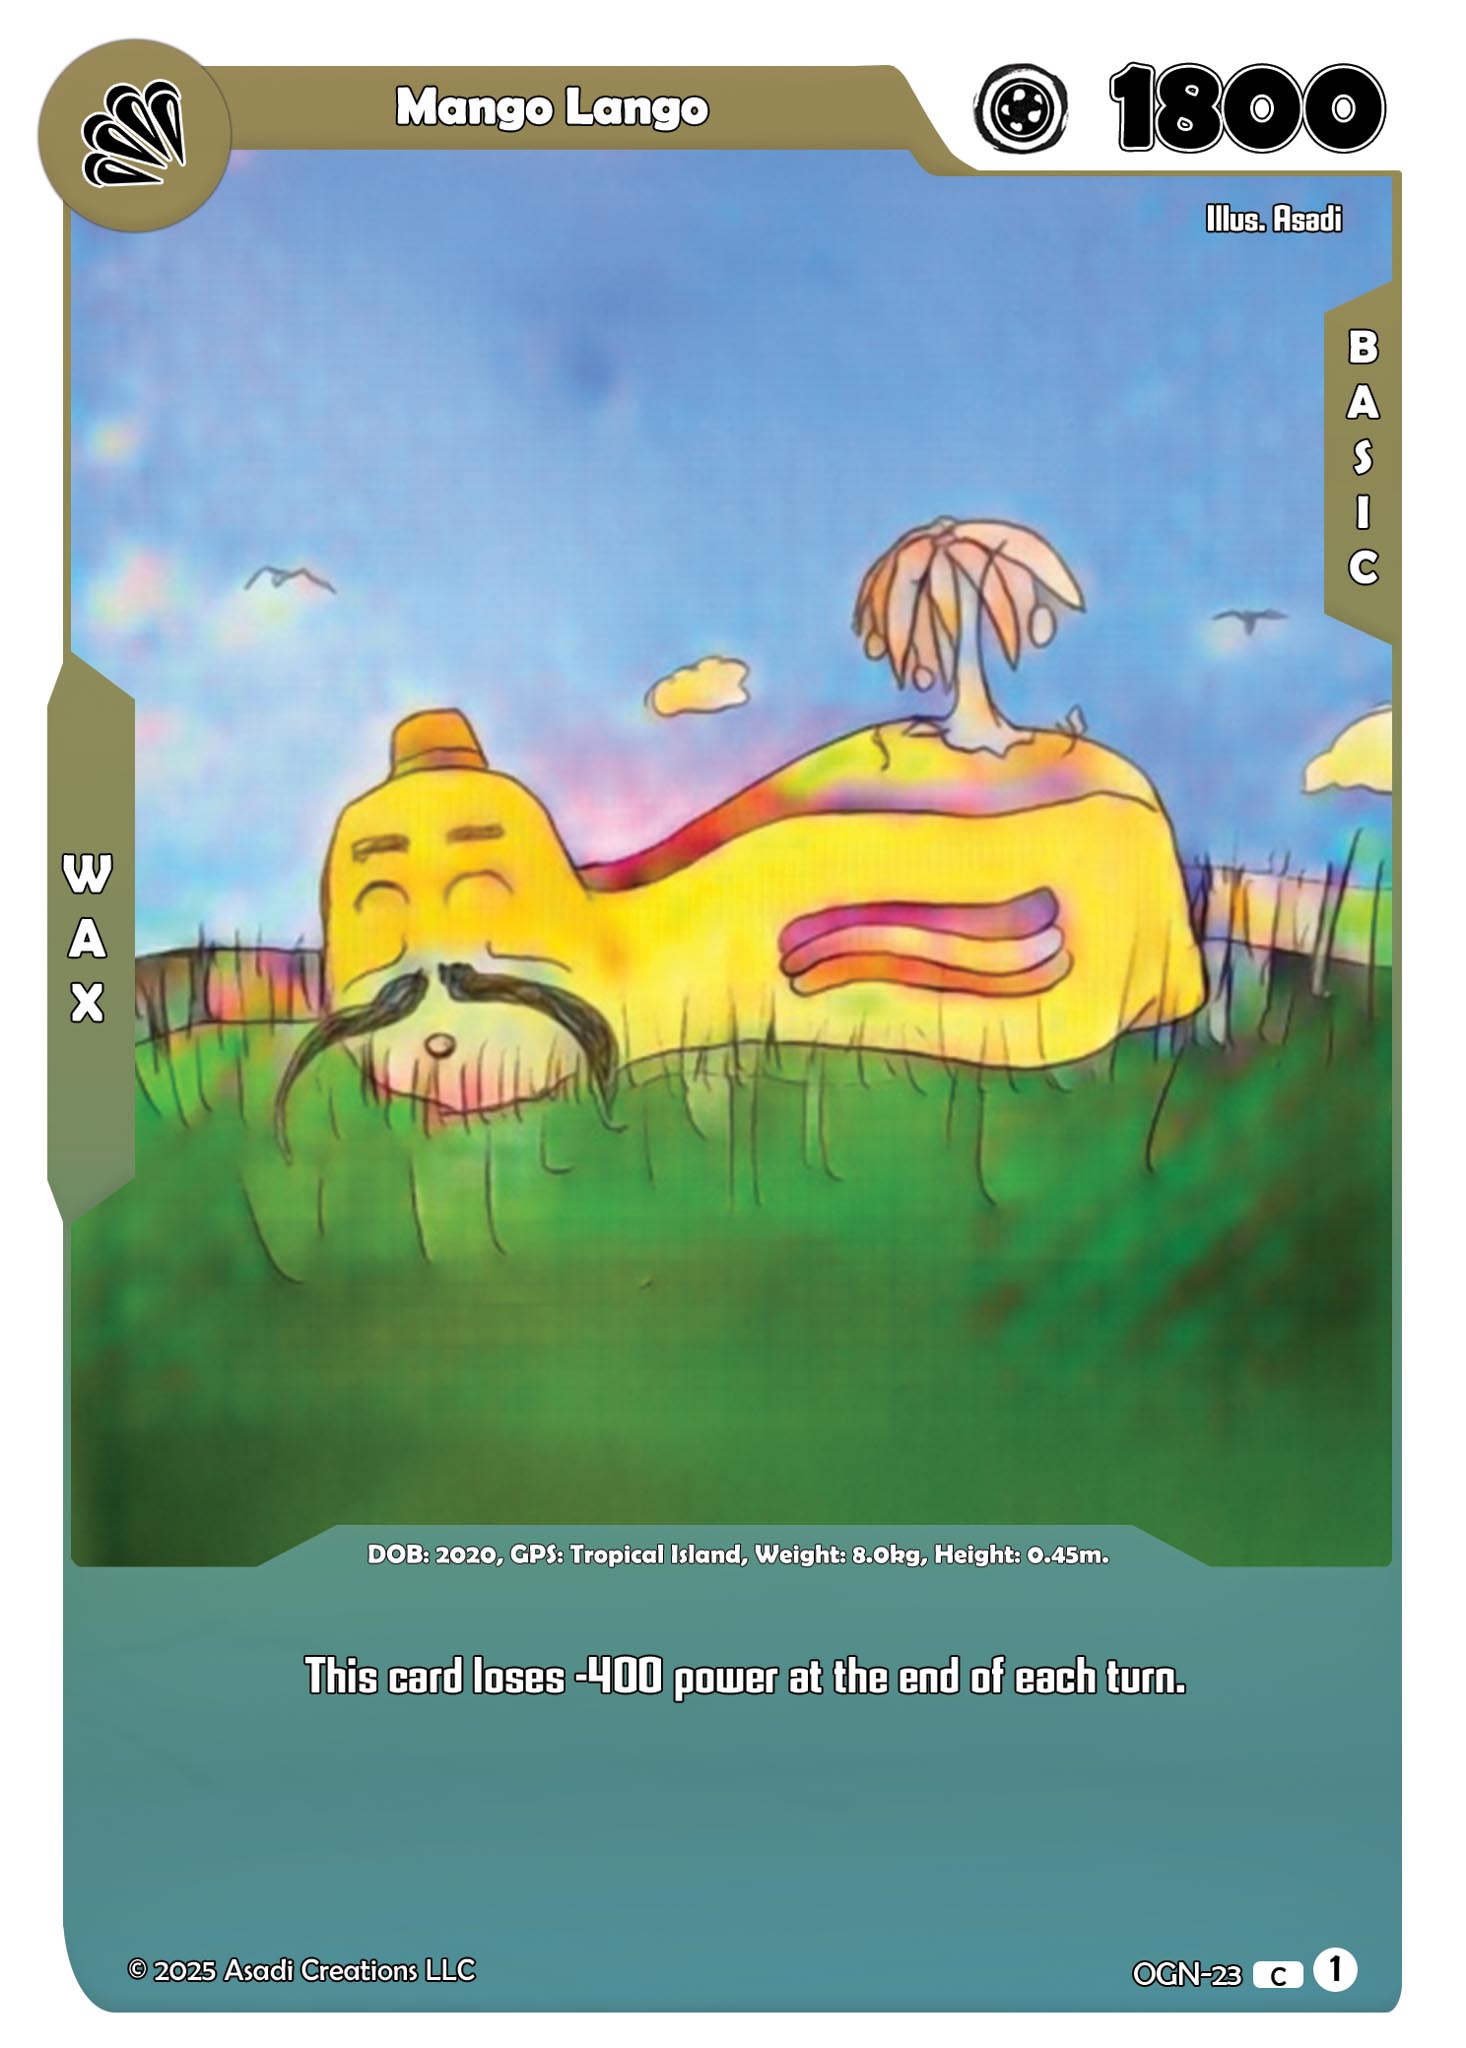 Mango Lango
1800
Illus. Asadi
BASIC
WAX
DOB: 2020, GPS: Tropical Island, Weight: 8.0kg, Height: 0.45m.
This card loses -400 power at the end of each turn.
© 2025 Asadi Creations LLC
OGN-23 C 1